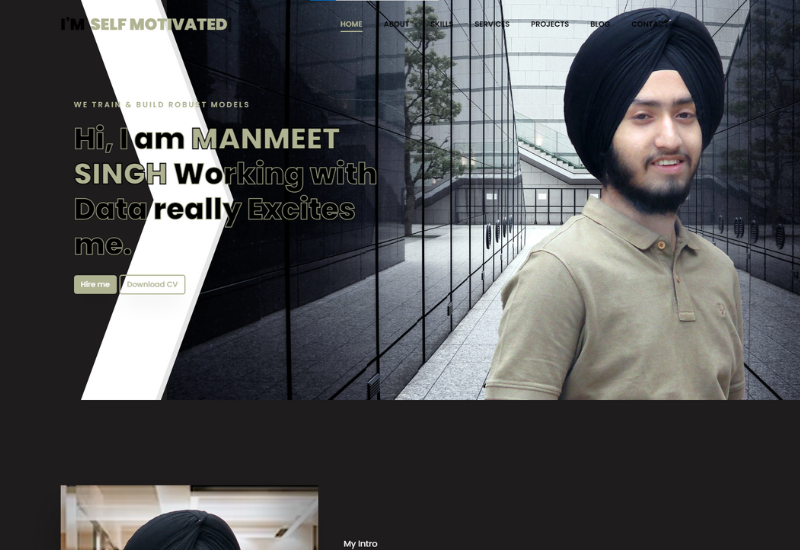 I'M SELF MOTIVATED
HOME ABOUT SKILLS SERVICES PROJECTS BLOG CONTACT
WE TRAIN & BUILD ROBUST MODELS
Hi, I am MANMEET
SINGH Working with
Data really Excites
me.
Hire me Download CV
My Intro